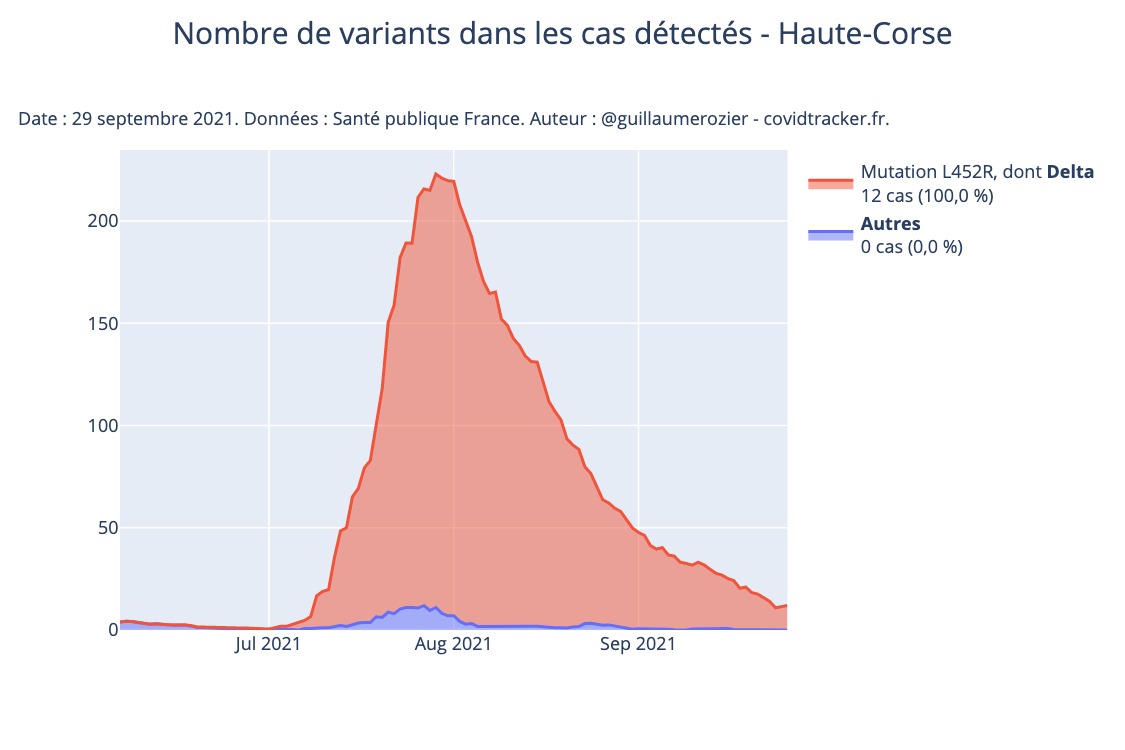 Nombre de variants dans les cas détectés - Haute-Corse
Date : 29 septembre 2021. Données : Santé publique France. Auteur : @guillaumerozier - covidtracker.fr.
Mutation L452R, dont Delta
12 cas (100,0 %)
Autres
0 cas (0,0 %)
200
150
100
50
0
Jul 2021
Aug 2021
Sep 2021